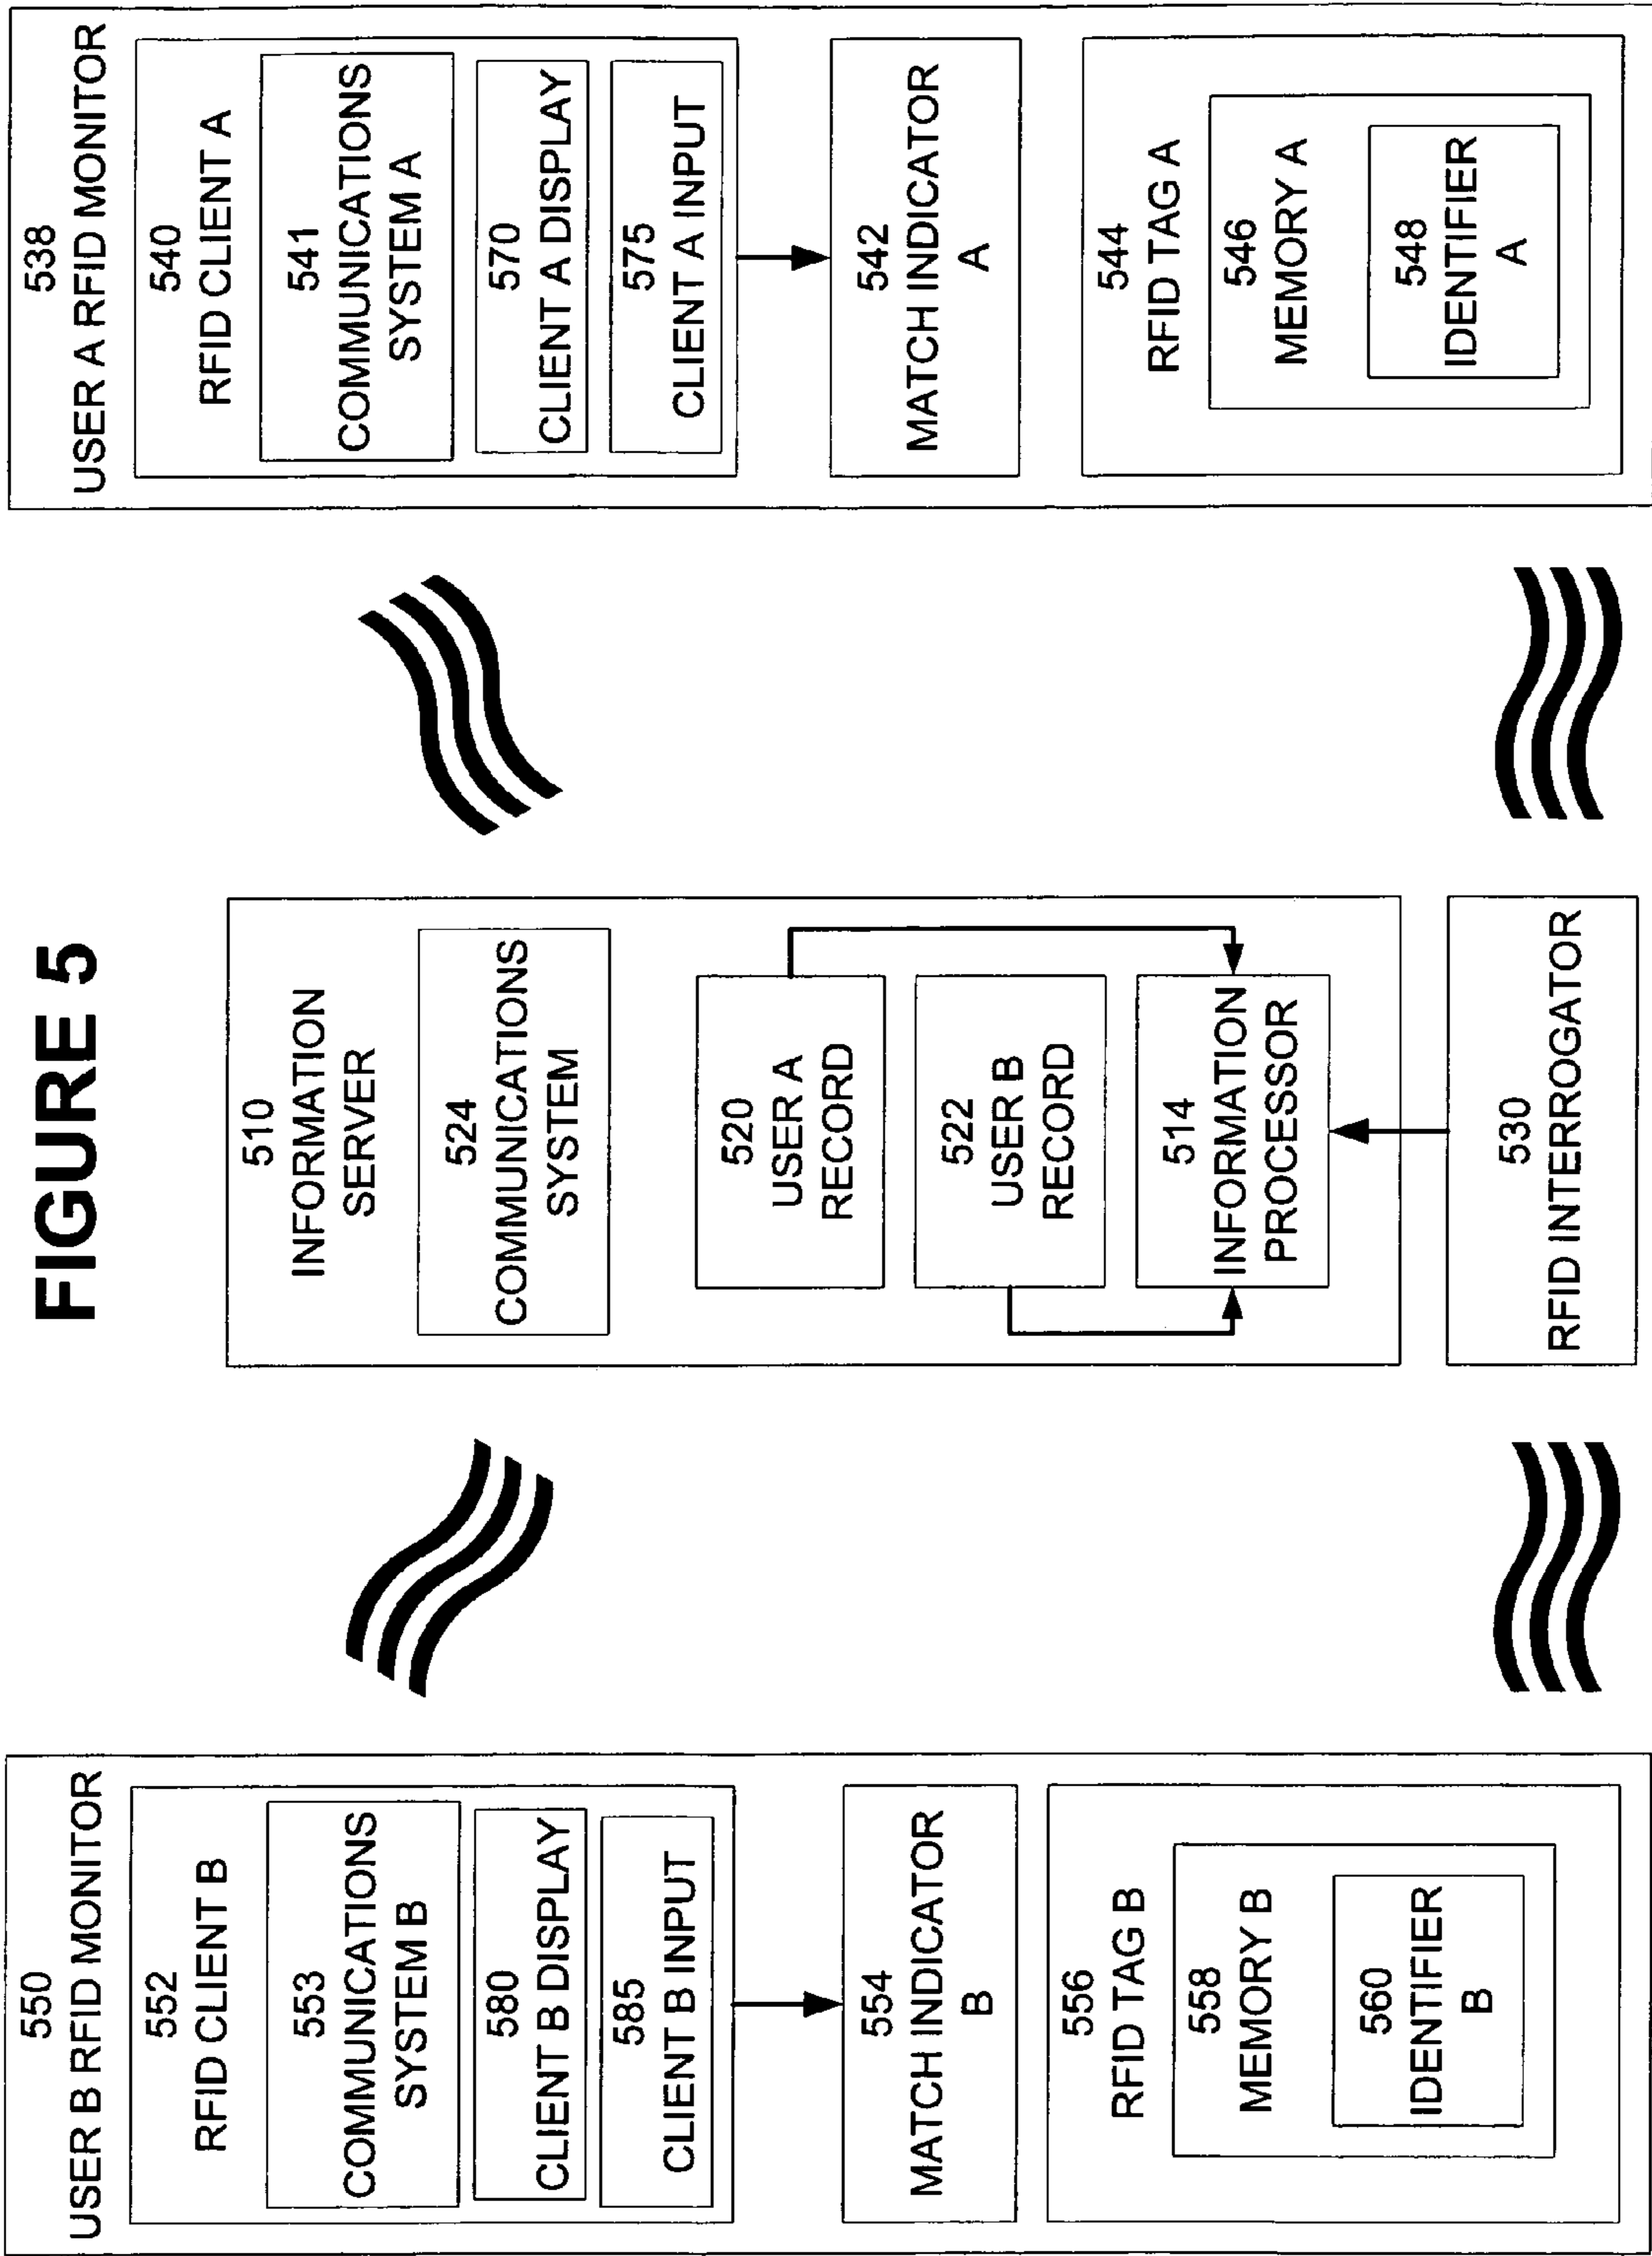 FIGURE 5
550
USER B RFID MONITOR
552
RFID CLIENT B
553
COMMUNICATIONS
SYSTEM B
580
CLIENT B DISPLAY
585
CLIENT B INPUT
554
MATCH INDICATOR
B
556
RFID TAG B
558
MEMORY B
560
IDENTIFIER
B
510
INFORMATION
SERVER
524
COMMUNICATIONS
SYSTEM
520
USER A
RECORD
522
USER B
RECORD
514
INFORMATION
PROCESSOR
530
RFID INTERROGATOR
538
USER A RFID MONITOR
540
RFID CLIENT A
541
COMMUNICATIONS
SYSTEM A
570
CLIENT A DISPLAY
575
CLIENT A INPUT
542
MATCH INDICATOR
A
544
RFID TAG A
546
MEMORY A
548
IDENTIFIER
A